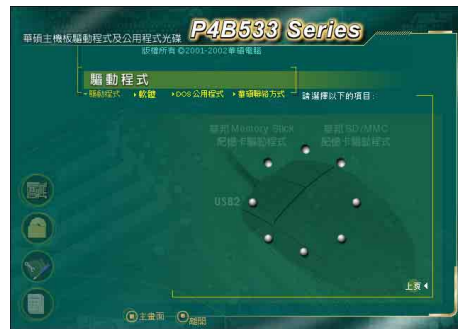 華碩主機板驅動程式及公用程式光碟 P4B533 Series
版權所有©2001-2002華碩電腦
驅動程式
驅動程式 軟體 DOS公用程式 華碩聯絡方式 請選擇以下的項目:
華碩Memory Stick 華碩SD/MMC
記憶卡驅動程式 記憶卡驅動程式
USB2
上頁
主畫面 離開